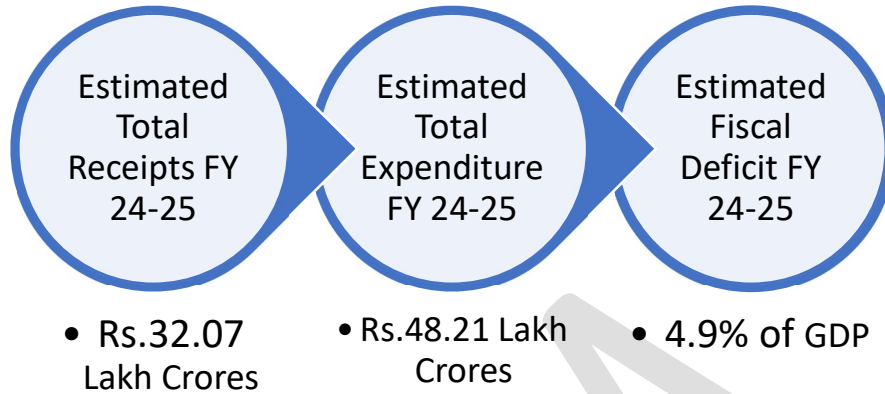 Estimated
Total
Receipts FY
24-25
Estimated
Total
Expenditure
FY 24-25
Estimated
Fiscal
Deficit FY
24-25
• Rs.32.07
Lakh Crores
• Rs.48.21 Lakh
Crores
• 4.9% of GDP